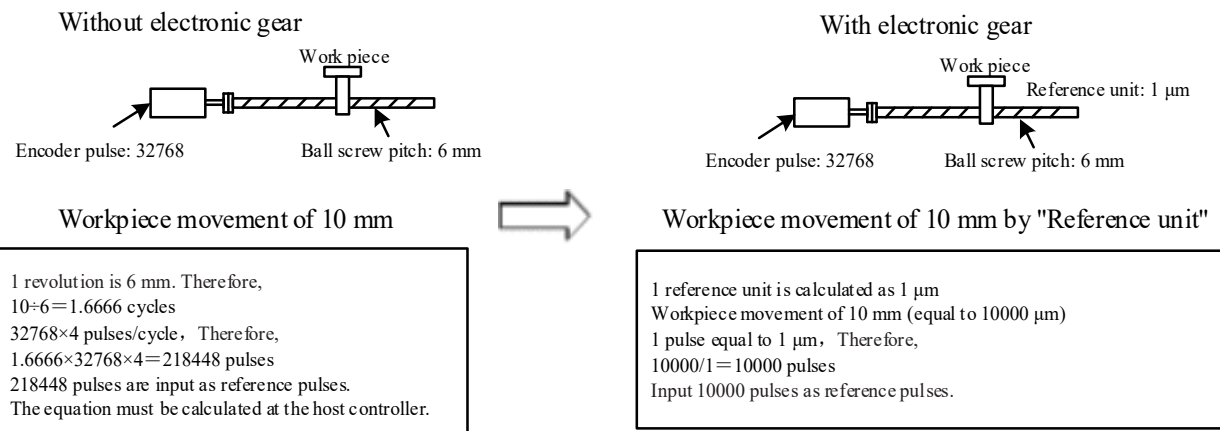 Without electronic gear
Work piece
Encoder pulse: 32768
Ball screw pitch: 6 mm
Workpiece movement of 10 mm
1 revolution is 6 mm. Therefore,
10÷6＝1.6666 cycles
32768×4 pulses/cycle，Therefore,
1.6666×32768×4＝218448 pulses
218448 pulses are input as reference pulses.
The equation must be calculated at the host controller.
With electronic gear
Work piece
Reference unit: 1 μm
Encoder pulse: 32768
Ball screw pitch: 6 mm
Workpiece movement of 10 mm by "Reference unit"
1 reference unit is calculated as 1 μm
Workpiece movement of 10 mm (equal to 10000 μm)
1 pulse equal to 1 μm，Therefore,
10000/1＝10000 pulses
Input 10000 pulses as reference pulses.